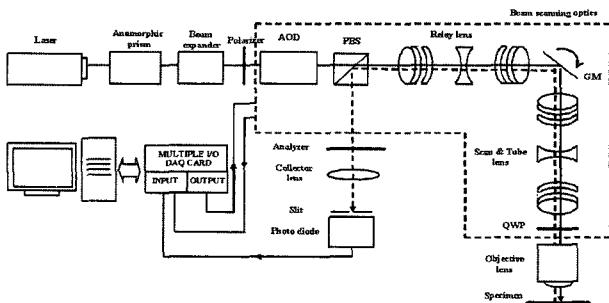 Beam scanning optics
Laser
Anamorphic
prism
Beam
expander
Polarizer
AOD
PBS
Relay lens
GM
MULTIPLE I/O
DAQ CARD
INPUT
OUTPUT
Analyzer
Collector
lens
Slit
Photo diode
Scan & Tube
lens
QWP
Objective
lens
Specimen